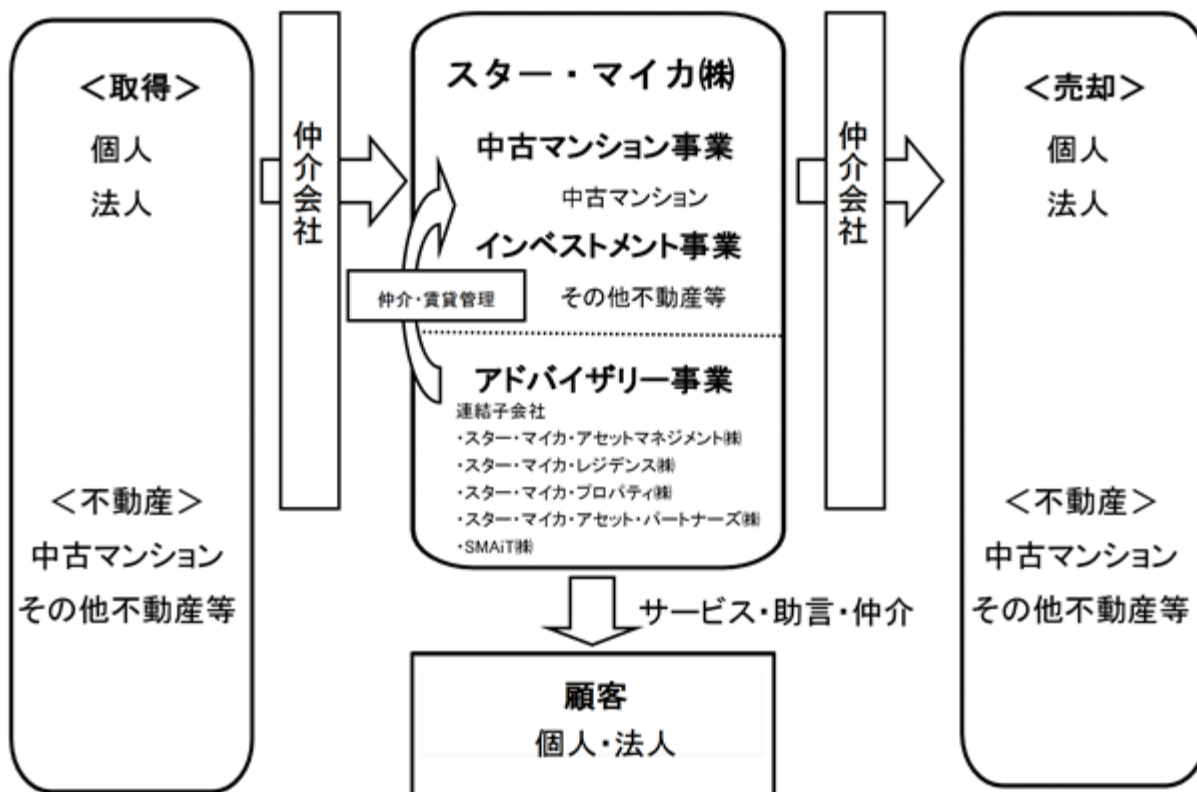 <取得>
個人
法人
<不動産>
中古マンション
その他不動産等
仲介会社
スター・マイカ㈱
中古マンション事業
中古マンション
インベストメント事業
その他不動産等
仲介・賃貸管理
アドバイザリー事業
連結子会社
・スター・マイカ・アセットマネジメント㈱
・スター・マイカ・レジデンス㈱
・スター・マイカ・プロパティ㈱
・スター・マイカ・アセット・パートナーズ㈱
・SMAiT㈱
サービス・助言・仲介
顧客
個人・法人
仲介会社
<売却>
個人
法人
<不動産>
中古マンション
その他不動産等